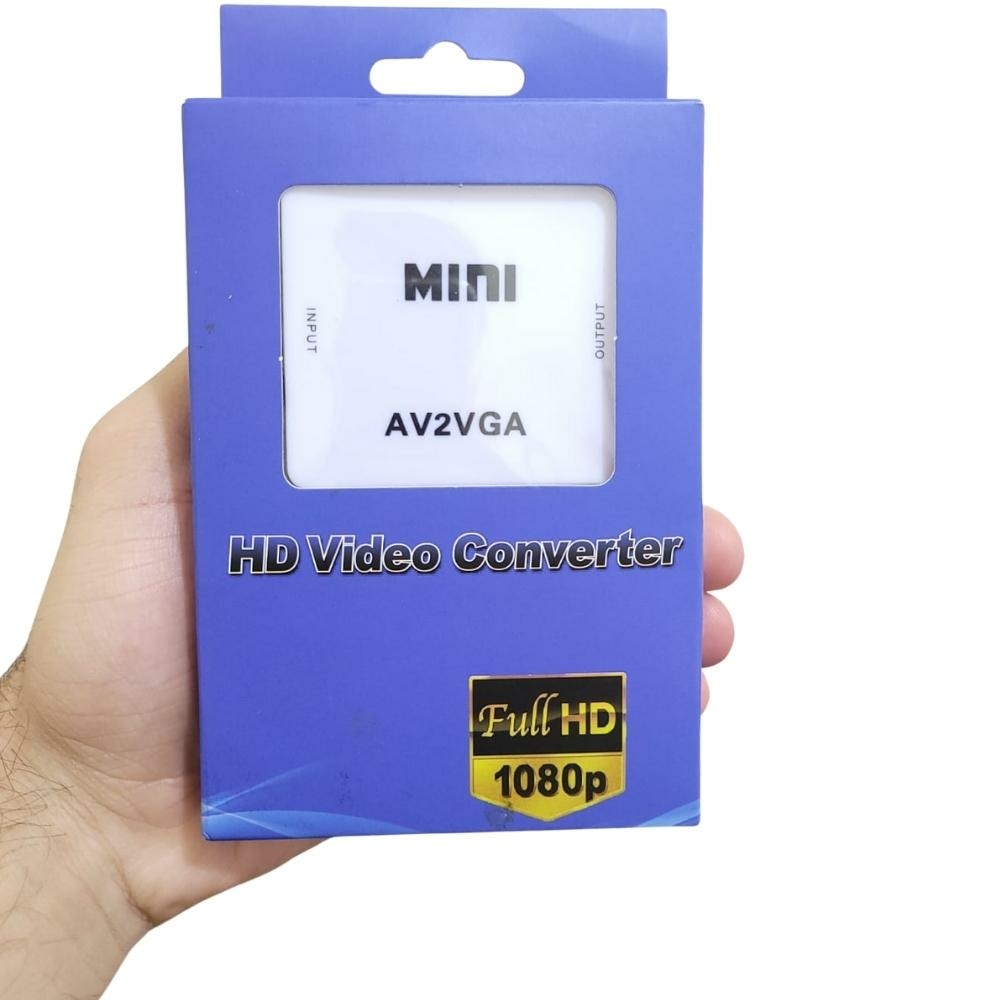 MINI
INPUT
OUTPUT
AV2VGA
HD Video Converter
Full HD
1080p